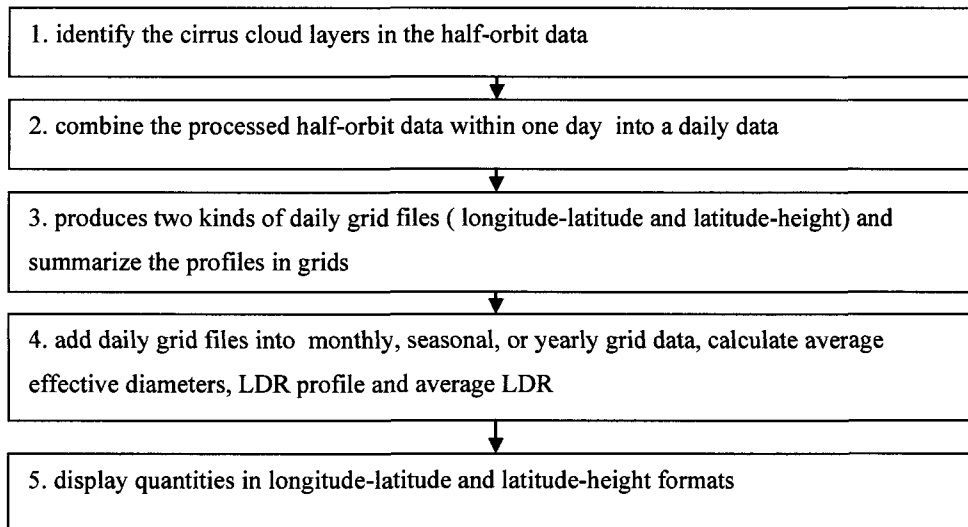 1. identify the cirrus cloud layers in the half-orbit data
2. combine the processed half-orbit data within one day into a daily data
3. produces two kinds of daily grid files ( longitude-latitude and latitude-height) and
summarize the profiles in grids
4. add daily grid files into monthly, seasonal, or yearly grid data, calculate average
effective diameters, LDR profile and average LDR
5. display quantities in longitude-latitude and latitude-height formats